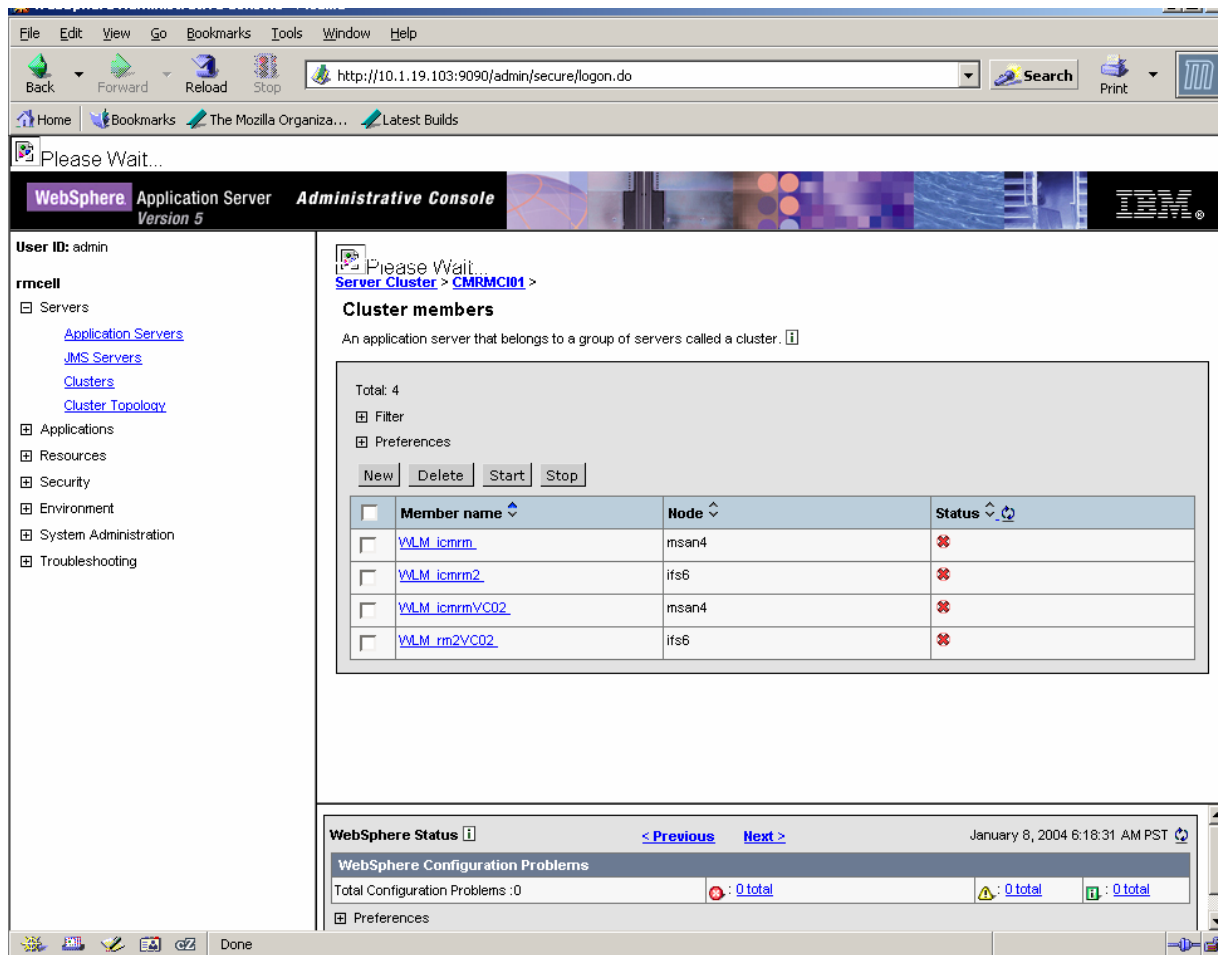 File Edit View Go Bookmarks Tools Window Help
Back Forward Reload Stop http://10.1.19.103:9090/admin/secure/logon.do Search Print
Home Bookmarks The Mozilla Organiza... Latest Builds
Please Wait...
WebSphere Application Server Administrative Console
Version 5
IBM®
User ID: admin
rmcell
Servers
Application Servers
JMS Servers
Clusters
Cluster Topology
Applications
Resources
Security
Environment
System Administration
Troubleshooting
Please Wait...
Server Cluster > CMRMCl01 >
Cluster members
An application server that belongs to a group of servers called a cluster. i
Total: 4
Filter
Preferences
New Delete Start Stop
Member name Node Status
WLM_icmrm msan4
WLM_icmrm2 ifs6
WLM_icmrmVC02 msan4
WLM_rm2VC02 ifs6
WebSphere Status i < Previous Next > January 8, 2004 6:18:31 AM PST
WebSphere Configuration Problems
Total Configuration Problems :0 : 0 total : 0 total : 0 total
Preferences
Done